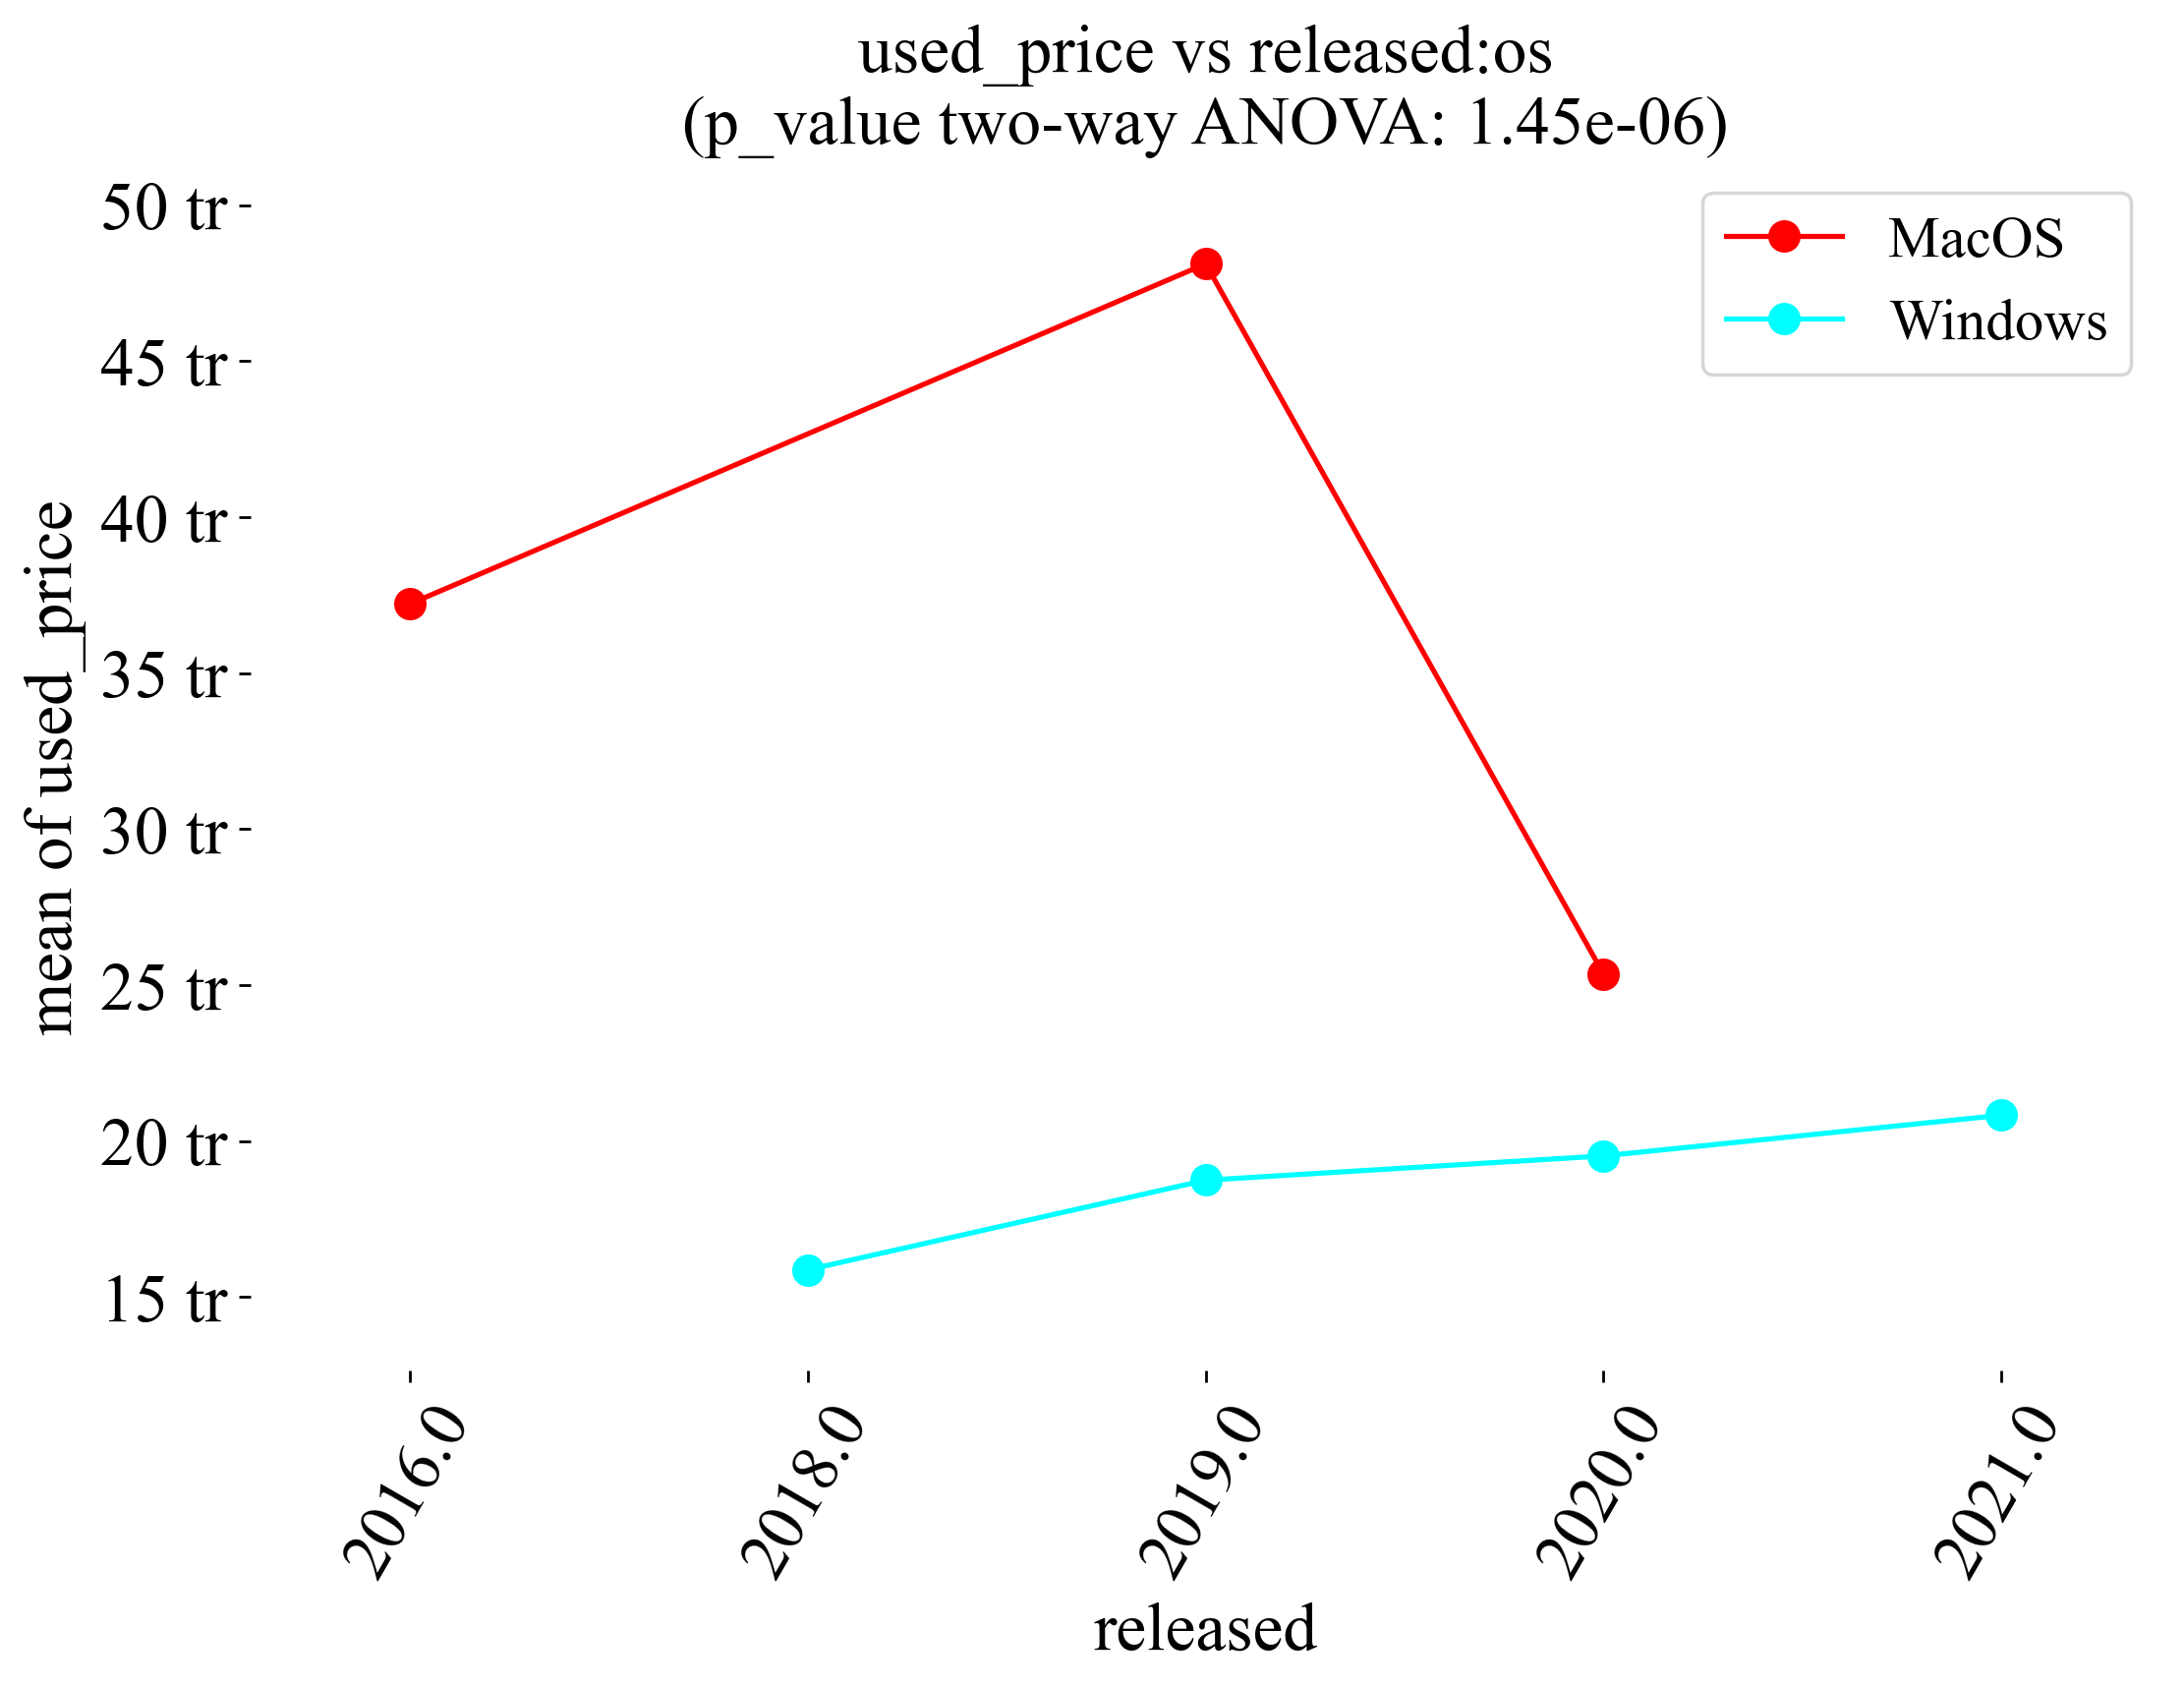 used_price vs released:os
(p_value two-way ANOVA: 1.45e-06)
MacOS
Windows
mean of used_price
50 tr
45 tr
40 tr
35 tr
30 tr
25 tr
20 tr
15 tr
2016.0
2018.0
2019.0
2020.0
2021.0
released